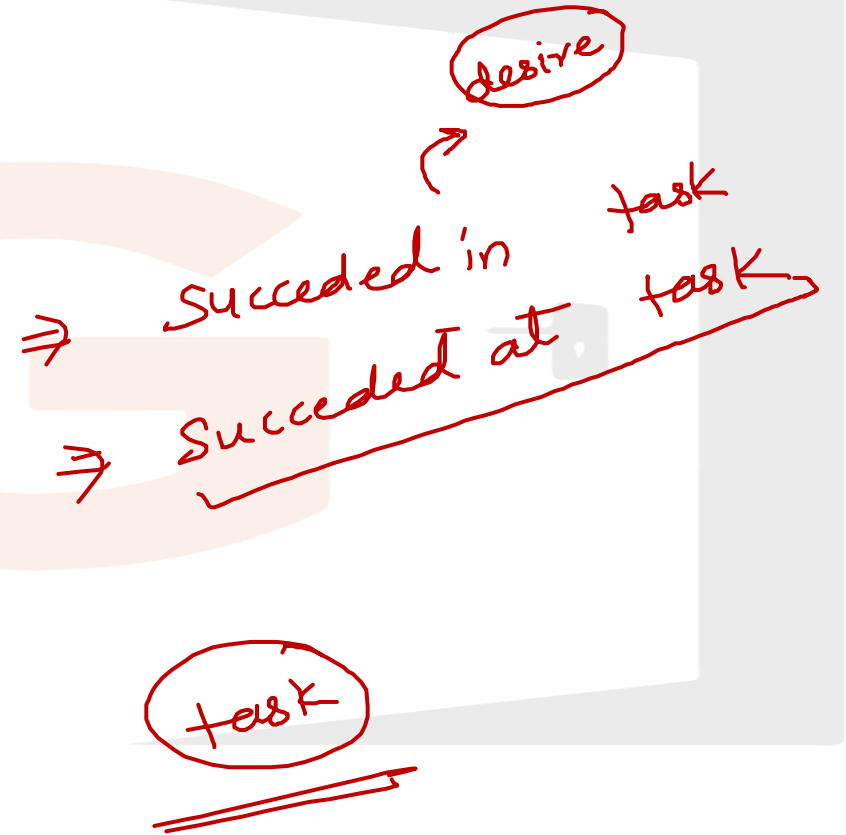 desire
⇒ succeded in task
⇒ Succeded at task
task